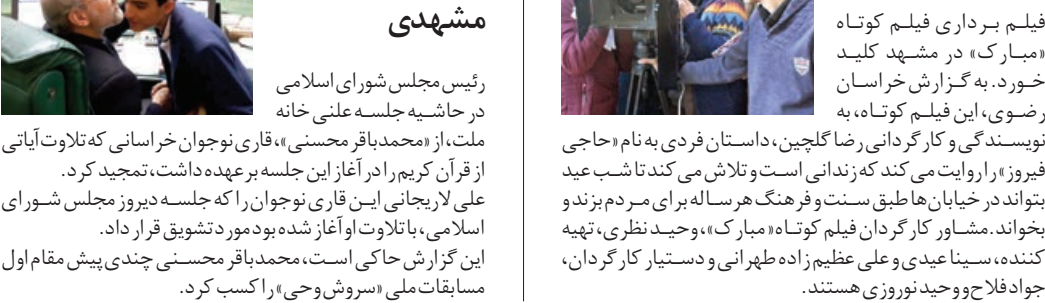 فیلم برداری فیلم کوتاه
«مبارک» در مشهد کلید
خورد. به گزارش خراسان
رضوی، این فیلم کوتاه، به
نویسندگی و کارگردانی رضا گلچین، داستان فردی به نام «حاجی
فیروز» را روایت می کند که زندانی است و تلاش می کند تا شب عید
بتواند در خیابان ها طبق سنت و فرهنگ هر ساله برای مردم بزند و
بخواند. مشاور کارگردان فیلم کوتاه «مبارک»، وحید نظری، تهیه
کننده، سینا عیدی و علی عظیم زاده طهرانی و دستیار کارگردان،
جواد فلاح و وحید نوروزی هستند.
مشهدی
رئیس مجلس شورای اسلامی
در حاشیه جلسه علنی خانه
ملت، از «محمدباقر محسنی»، قاری نوجوان خراسانی که تلاوت آیاتی
از قرآن کریم را در آغاز این جلسه بر عهده داشت، تمجید کرد.
علی لاریجانی این قاری نوجوان را که جلسه دیروز مجلس شورای
اسلامی، با تلاوت او آغاز شده بود مورد تشویق قرار داد.
این گزارش حاکی است، محمدباقر محسنی چندی پیش مقام اول
مسابقات ملی «سروش وحی» را کسب کرد.